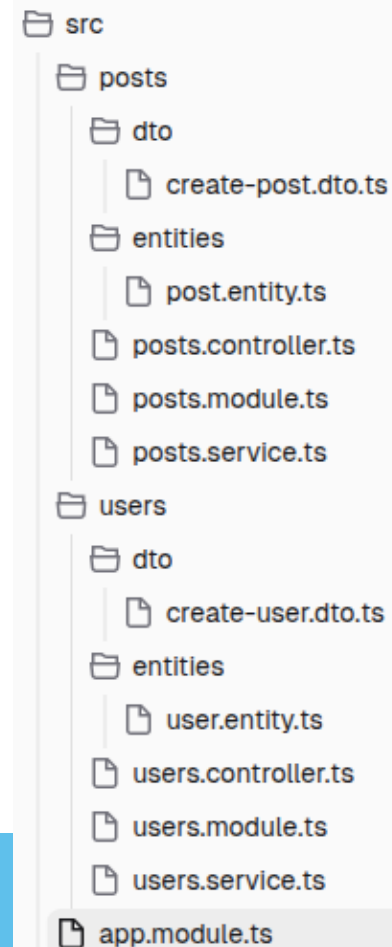 src
posts
dto
create-post.dto.ts
entities
post.entity.ts
posts.controller.ts
posts.module.ts
posts.service.ts
users
dto
create-user.dto.ts
entities
user.entity.ts
users.controller.ts
users.module.ts
users.service.ts
app.module.ts